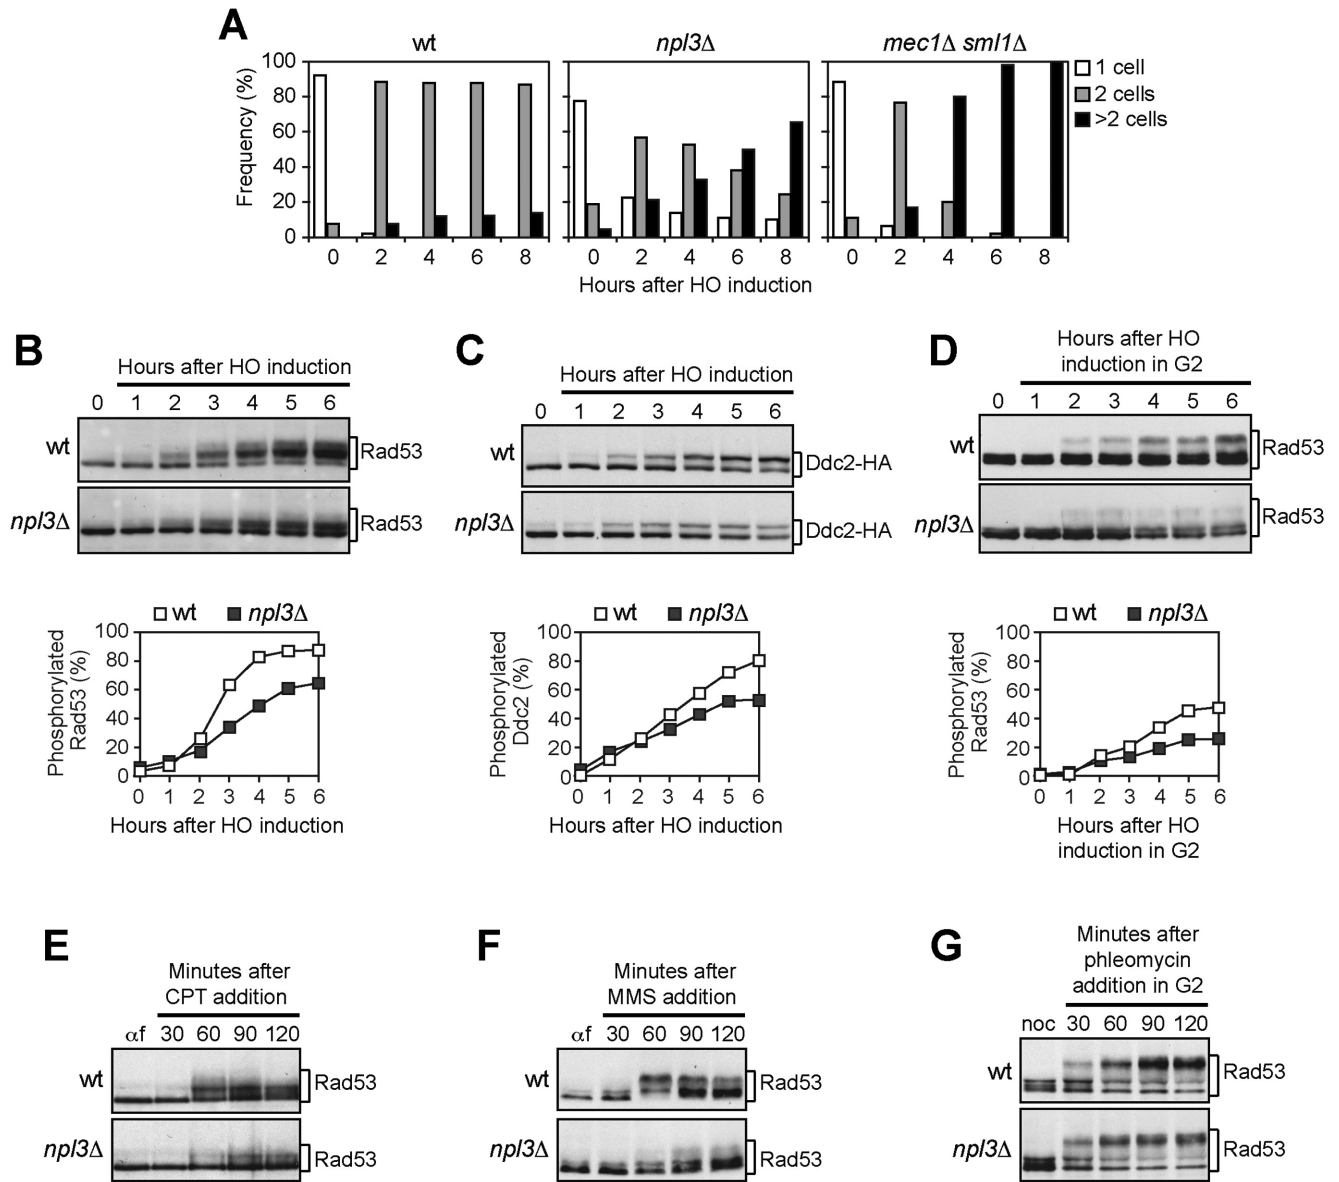 A
wt
npl3Δ
mec1Δ sml1Δ
Frequency (%)
100
80
60
40
20
0
1 cell
2 cells
>2 cells
0 2 4 6 8
0 2 4 6 8
0 2 4 6 8
Hours after HO induction
B
Hours after HO induction
0 1 2 3 4 5 6
wt
Rad53
npl3Δ
Rad53
wt npl3Δ
Phosphorylated
Rad53 (%)
100
80
60
40
20
0
0 1 2 3 4 5 6
Hours after HO induction
C
Hours after HO induction
0 1 2 3 4 5 6
wt
Ddc2-HA
npl3Δ
Ddc2-HA
wt npl3Δ
Phosphorylated
Ddc2 (%)
100
80
60
40
20
0
0 1 2 3 4 5 6
Hours after HO induction
D
Hours after HO
induction in G2
0 1 2 3 4 5 6
wt
Rad53
npl3Δ
Rad53
wt npl3Δ
Phosphorylated
Rad53 (%)
100
80
60
40
20
0
0 1 2 3 4 5 6
Hours after HO
induction in G2
E
Minutes after
CPT addition
αf 30 60 90 120
wt
Rad53
npl3Δ
Rad53
F
Minutes after
MMS addition
αf 30 60 90 120
wt
Rad53
npl3Δ
Rad53
G
Minutes after
phleomycin
addition in G2
noc 30 60 90 120
wt
Rad53
npl3Δ
Rad53